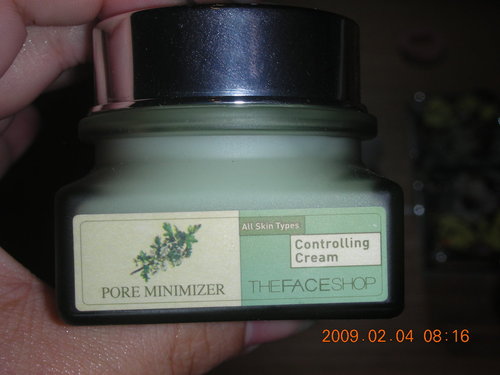 All Skin Types
Controlling
Cream
PORE MINIMIZER
THEFACESHOP
2009.02.04 08:16